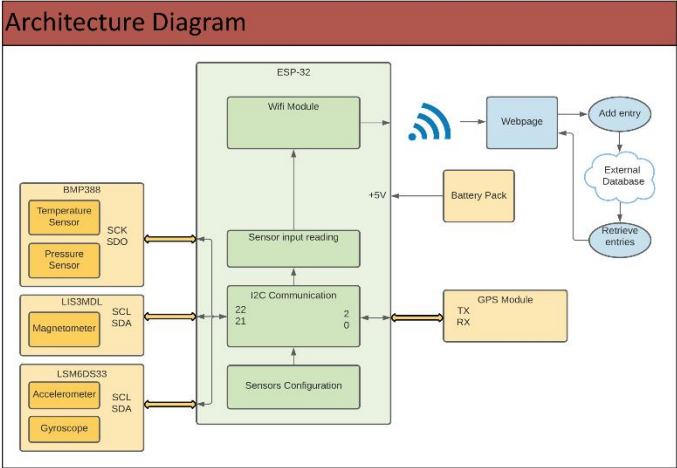 Architecture Diagram
ESP-32
Wifi Module
Webpage
Add entry
External
Database
Retrieve
entries
+5V
Battery Pack
BMP388
Temperature
Sensor
Pressure
Sensor
SCK
SDO
Sensor input reading
LIS3MDL
Magnetometer
SCL
SDA
I2C Communication
22
21
2
0
GPS Module
TX
RX
LSM6DS33
Accelerometer
Gyroscope
SCL
SDA
Sensors Configuration